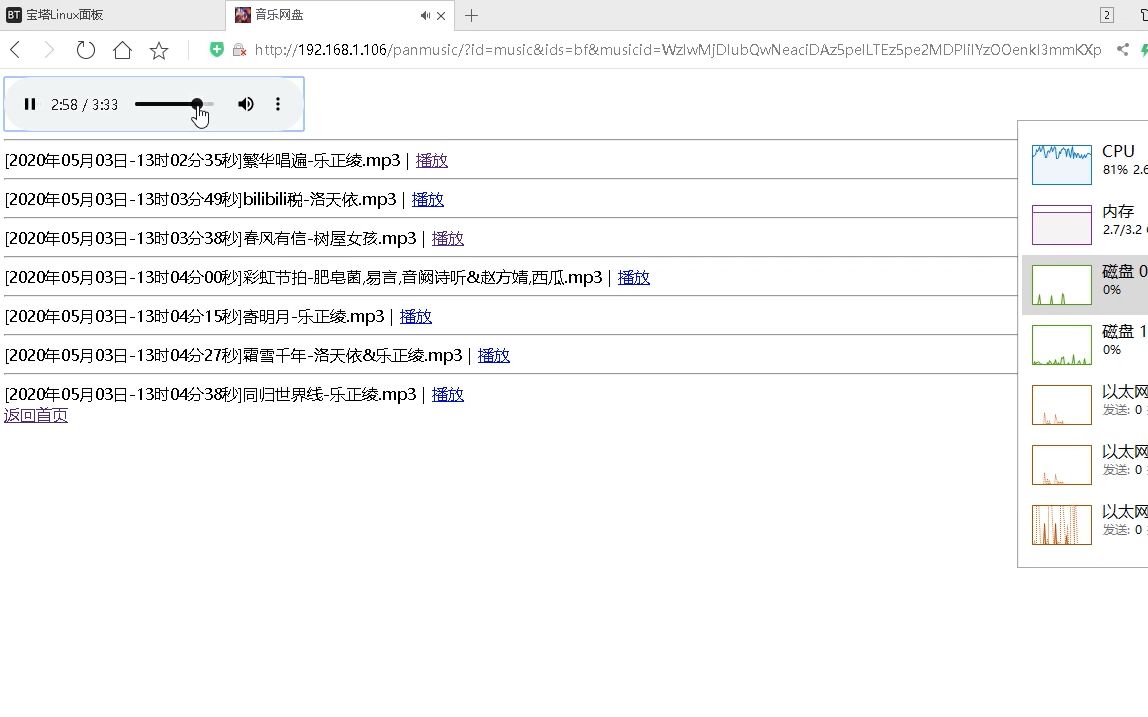 BT 宝塔Linux面板
音乐网盘
2
2:58 / 3:33
[2020年05月03日-13时02分35秒]繁华唱遍-乐正绫.mp3 | 播放
[2020年05月03日-13时03分49秒]bilibili税-洛天依.mp3 | 播放
[2020年05月03日-13时03分38秒]春风有信-树屋女孩.mp3 | 播放
[2020年05月03日-13时04分00秒]彩虹节拍-肥皂菌,易言,音阙诗听&赵方婧,西瓜.mp3 | 播放
[2020年05月03日-13时04分15秒]寄明月-乐正绫.mp3 | 播放
[2020年05月03日-13时04分27秒]霜雪千年-洛天依&乐正绫.mp3 | 播放
[2020年05月03日-13时04分38秒]同归世界线-乐正绫.mp3 | 播放
返回首页
CPU
81% 2.6
内存
2.7/3.2
磁盘 0
0%
磁盘 1
0%
以太网
发送: 0
以太网
发送: 0
以太网
发送: 0